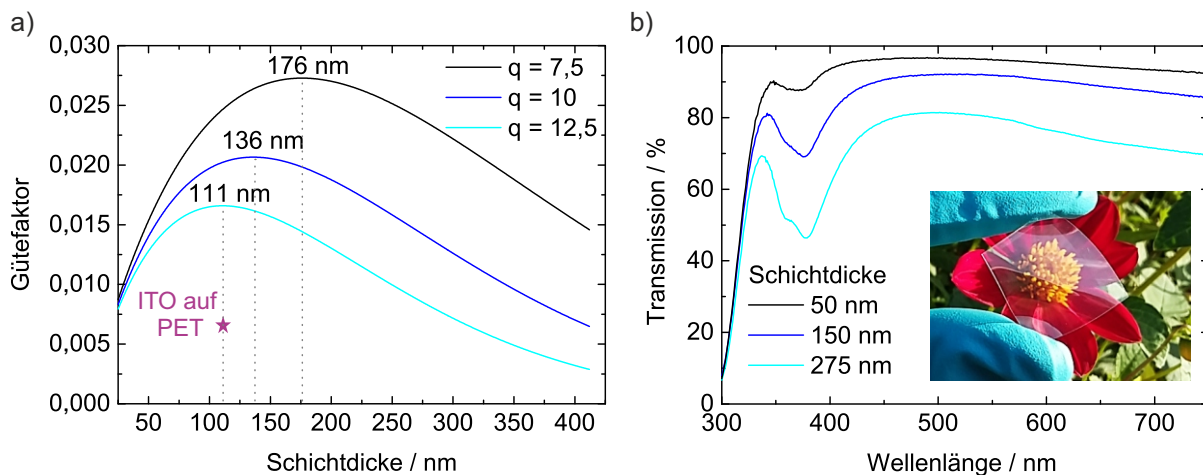 a)
0,030
0,025
0,020
0,015
0,010
0,005
0,000
Gütefaktor
176 nm
136 nm
111 nm
q = 7,5
q = 10
q = 12,5
ITO auf
PET
50
100
150
200
250
300
350
400
Schichtdicke / nm
b)
100
80
60
40
20
0
Transmission / %
Schichtdicke
50 nm
150 nm
275 nm
300
400
500
600
700
Wellenlänge / nm